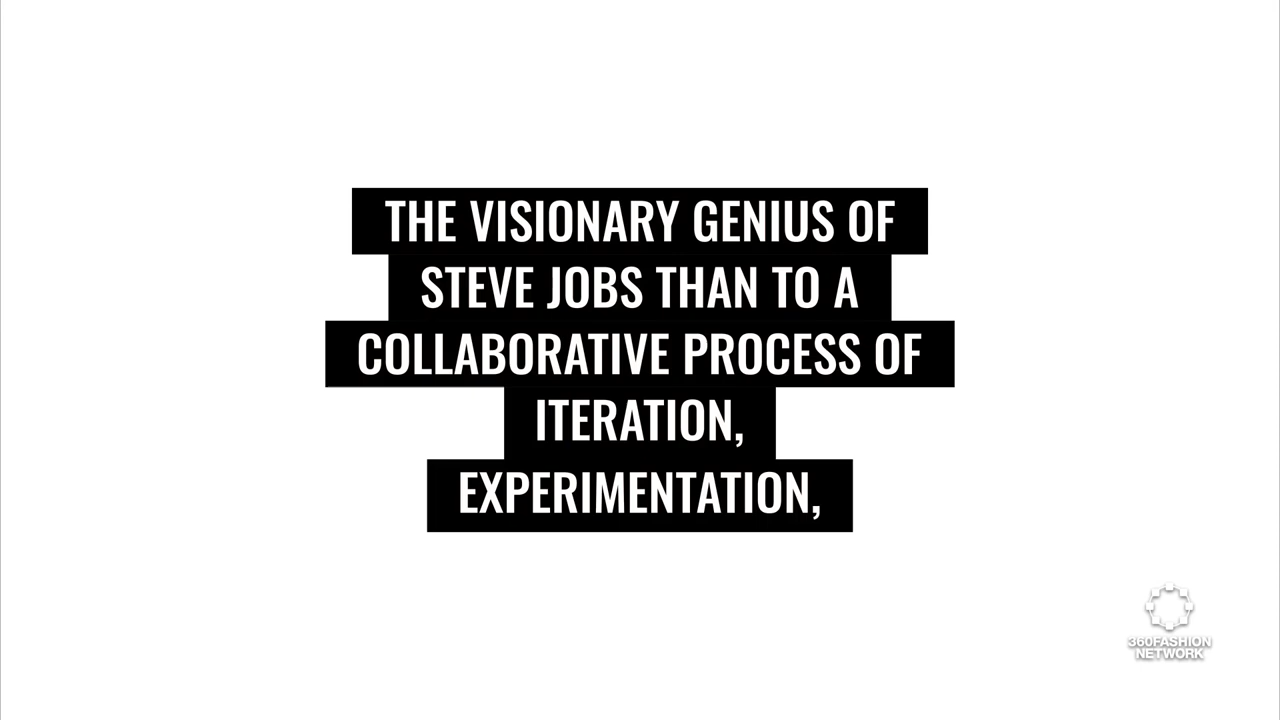 THE VISIONARY GENIUS OF
STEVE JOBS THAN TO A
COLLABORATIVE PROCESS OF
ITERATION,
EXPERIMENTATION,
360FASHION
NETWORK